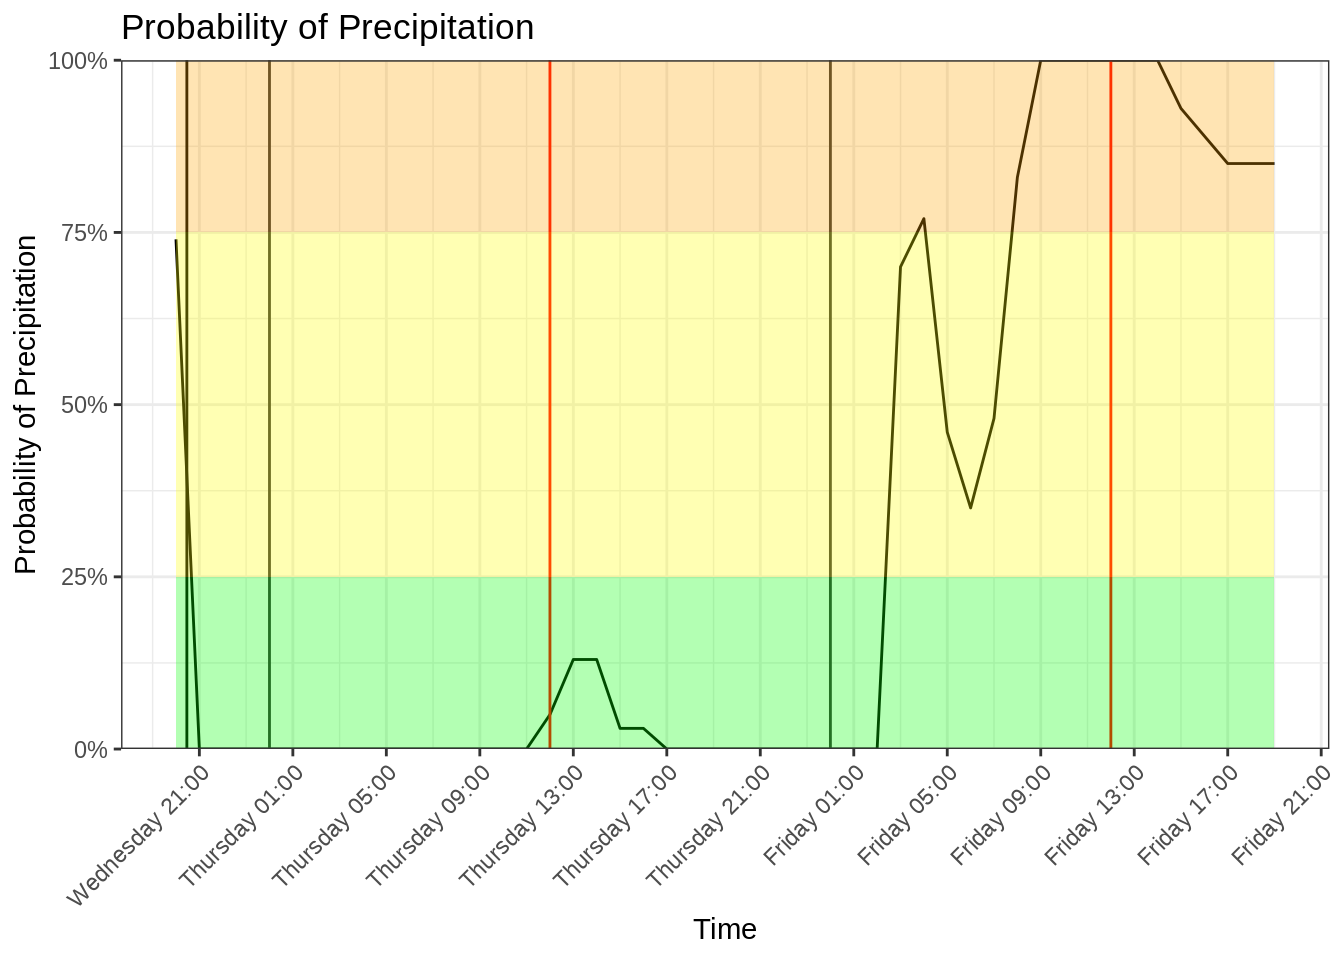 Probability of Precipitation
100%
75%
50%
25%
0%
Probability of Precipitation
Wednesday 21:00
Thursday 01:00
Thursday 05:00
Thursday 09:00
Thursday 13:00
Thursday 17:00
Thursday 21:00
Friday 01:00
Friday 05:00
Friday 09:00
Friday 13:00
Friday 17:00
Friday 21:00
Time